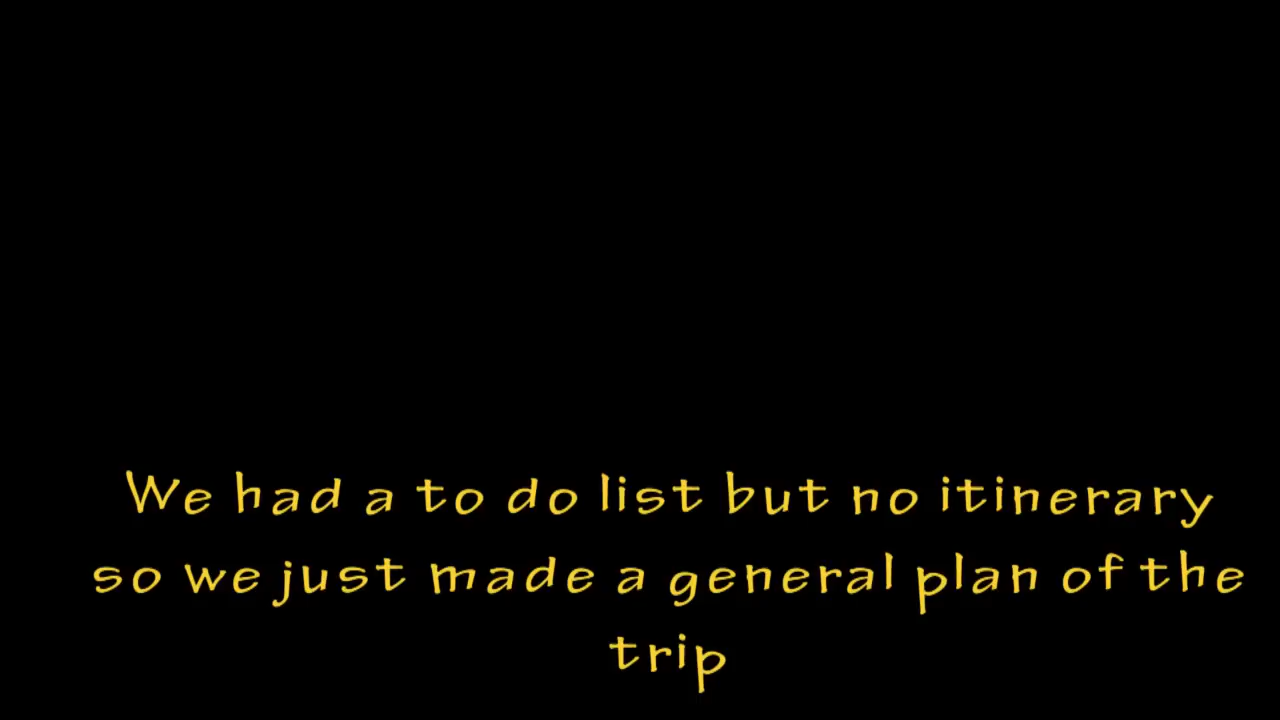 We had a to do list but no itinerary
so we just made a general plan of the
trip